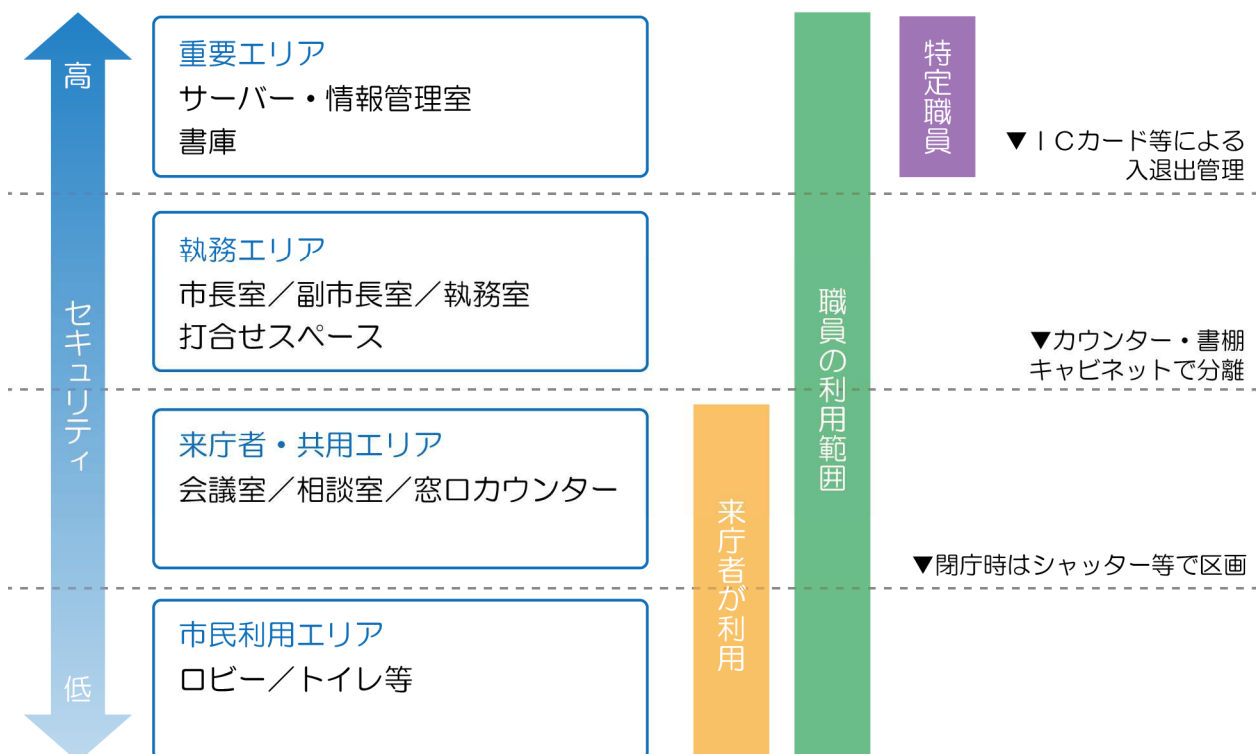 高
セキュリティ
低
重要エリア
サーバー・情報管理室
書庫
執務エリア
市長室／副市長室／執務室
打合せスペース
来庁者・共用エリア
会議室／相談室／窓口カウンター
市民利用エリア
ロビー／トイレ等
来庁者が利用
職員の利用範囲
特定職員
▼ＩＣカード等による
入退出管理
▼カウンター・書棚
キャビネットで分離
▼閉庁時はシャッター等で区画